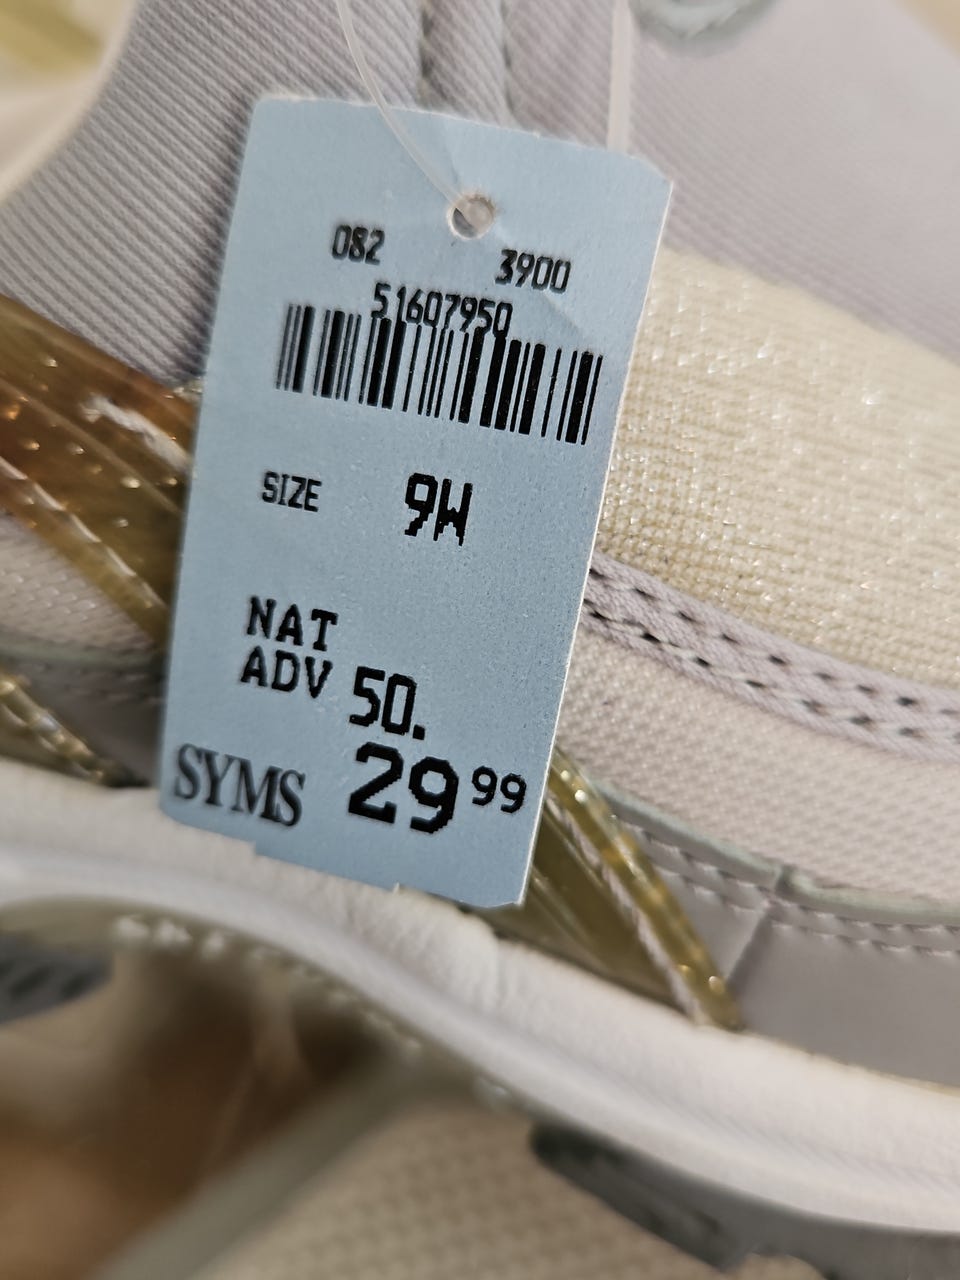 082 3900
51607950
SIZE 9W
NAT
ADV 50.
SYMS 29 99